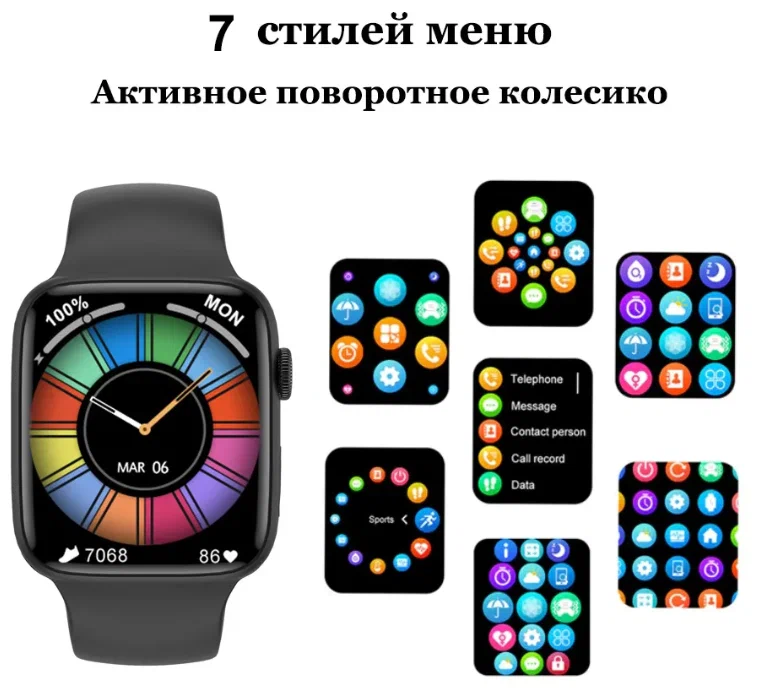 7 стилей меню
Активное поворотное колесико
100%
MON
MAR 06
7068
86
Telephone
Message
Contact person
Call record
Data
Sports